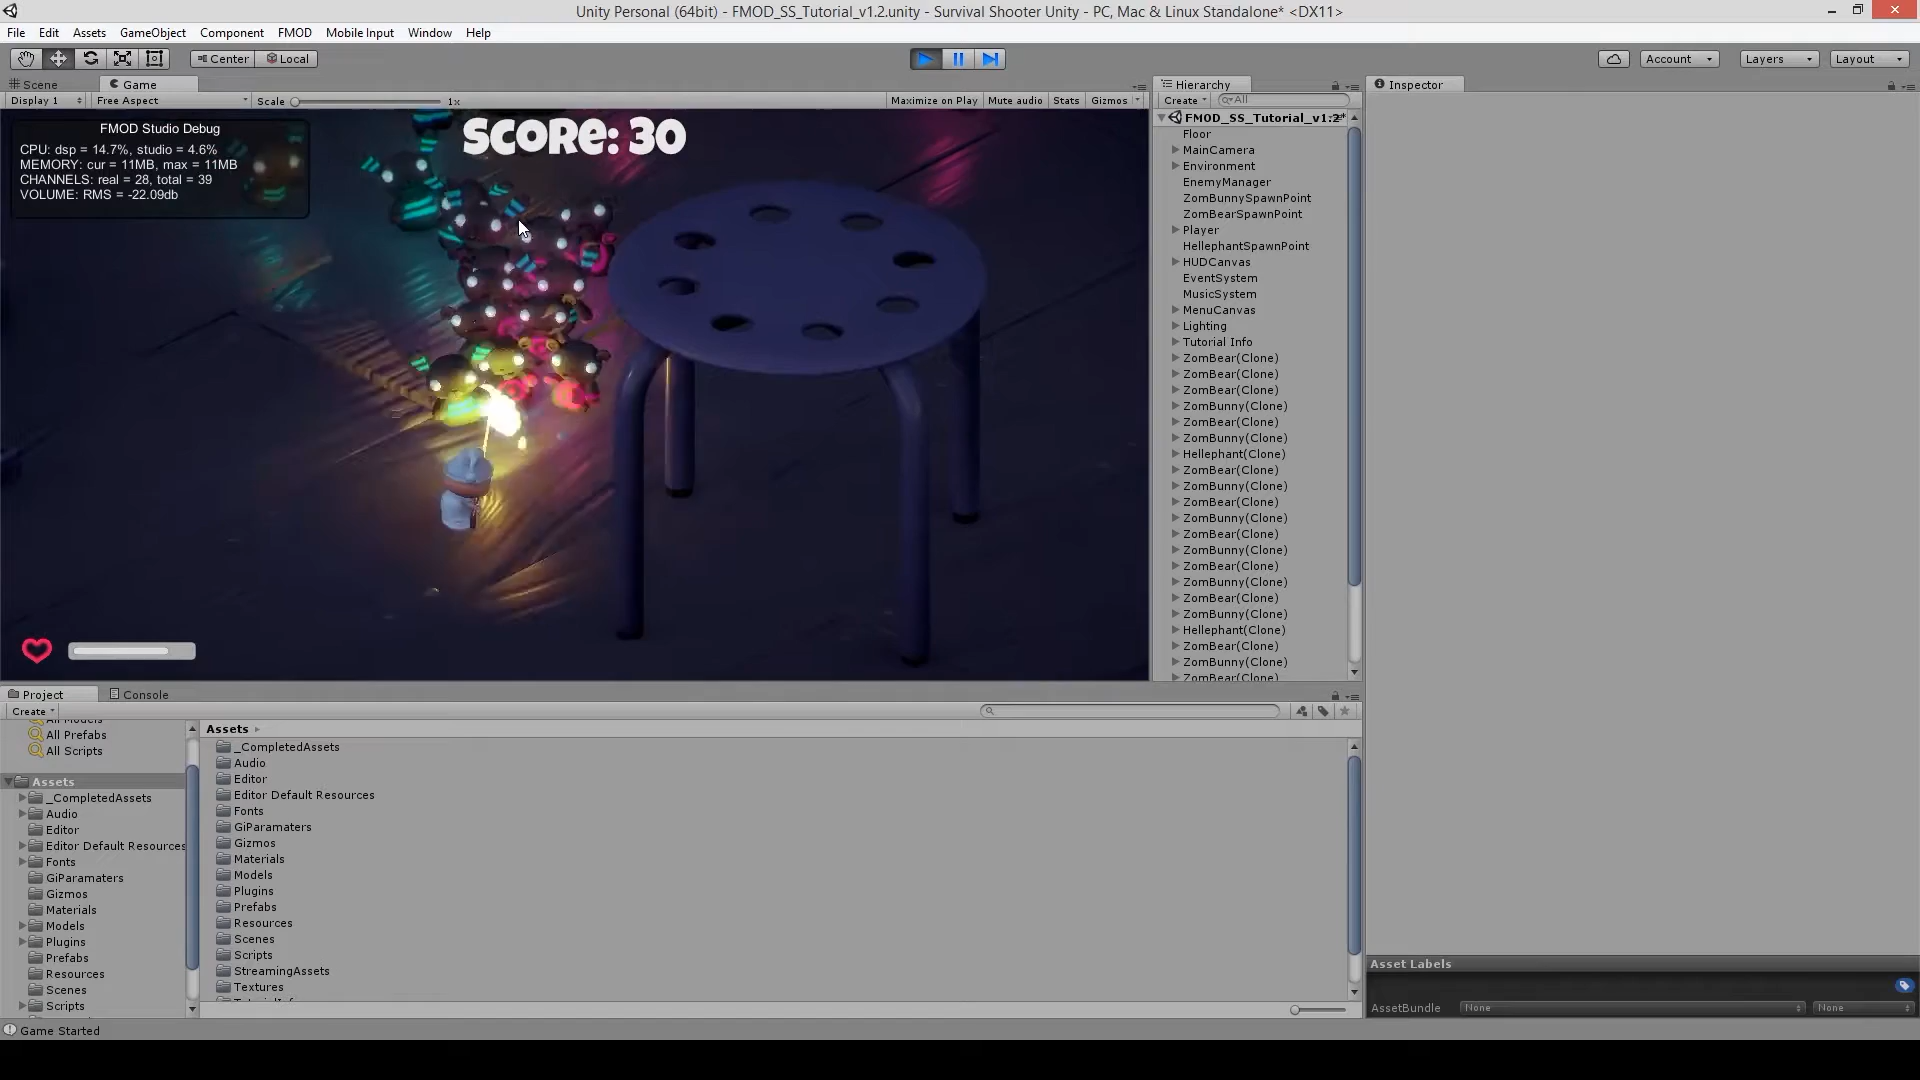 Unity Personal (64bit) - FMOD_SS_Tutorial_v1.2.unity - Survival Shooter Unity - PC, Mac & Linux Standalone* <DX11>
File Edit Assets GameObject Component FMOD Mobile Input Window Help
Center Local Account Layers Layout
Scene Game
Display 1 Free Aspect Scale 1x Maximize on Play Mute audio Stats Gizmos
FMOD Studio Debug
CPU: dsp = 14.7%, studio = 4.6%
MEMORY: cur = 11MB, max = 11MB
CHANNELS: real = 28, total = 39
VOLUME: RMS = -22.09db
SCORE: 30
Hierarchy
Create All
FMOD_SS_Tutorial_v1.2*
Floor
MainCamera
Environment
EnemyManager
ZomBunnySpawnPoint
ZomBearSpawnPoint
Player
HellephantSpawnPoint
HUDCanvas
EventSystem
MusicSystem
MenuCanvas
Lighting
Tutorial Info
ZomBear(Clone)
ZomBear(Clone)
ZomBear(Clone)
ZomBunny(Clone)
ZomBear(Clone)
ZomBunny(Clone)
Hellephant(Clone)
ZomBear(Clone)
ZomBunny(Clone)
ZomBear(Clone)
ZomBunny(Clone)
ZomBear(Clone)
ZomBunny(Clone)
ZomBear(Clone)
ZomBunny(Clone)
ZomBear(Clone)
ZomBunny(Clone)
Hellephant(Clone)
ZomBear(Clone)
ZomBunny(Clone)
ZomBear(Clone)
Inspector
Project Console
Create
All Models
All Prefabs
All Scripts
Assets
_CompletedAssets
Audio
Editor
Editor Default Resources
Fonts
GiParamaters
Gizmos
Materials
Models
Plugins
Prefabs
Resources
Scenes
Scripts
Assets
_CompletedAssets
Audio
Editor
Editor Default Resources
Fonts
GiParamaters
Gizmos
Materials
Models
Plugins
Prefabs
Resources
Scenes
Scripts
StreamingAssets
Textures
Asset Labels
AssetBundle None None
Game Started